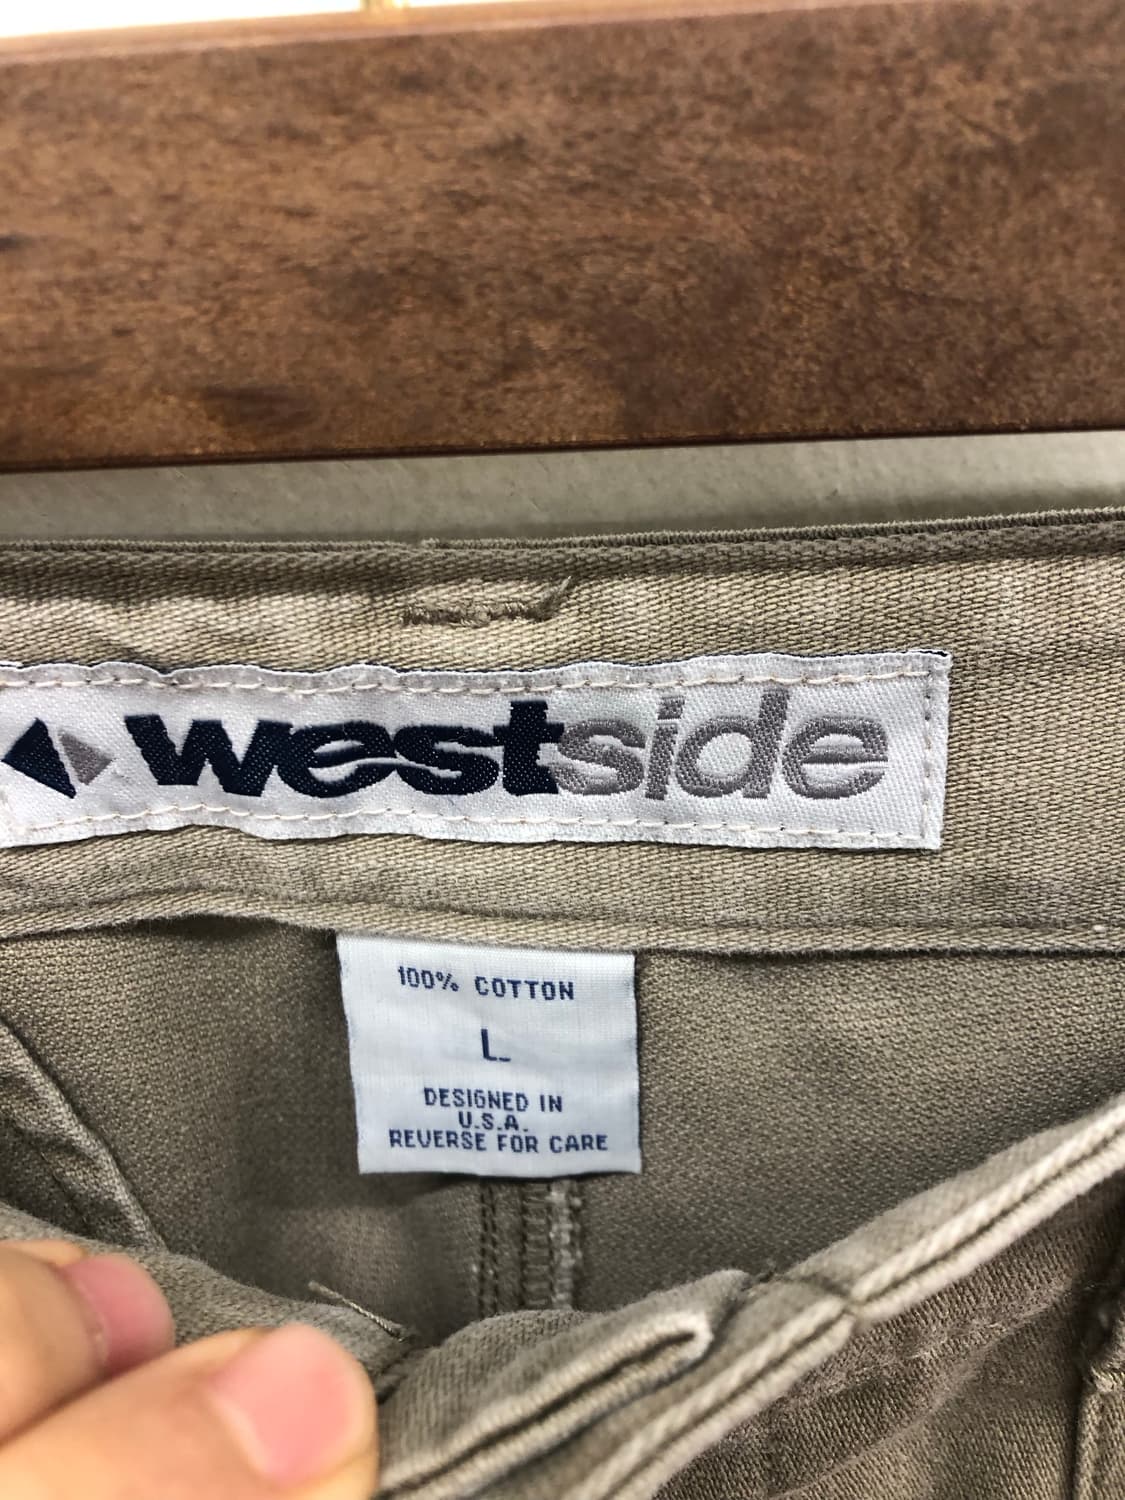 westside
100% COTTON
L
DESIGNED IN
U.S.A.
REVERSE FOR CARE